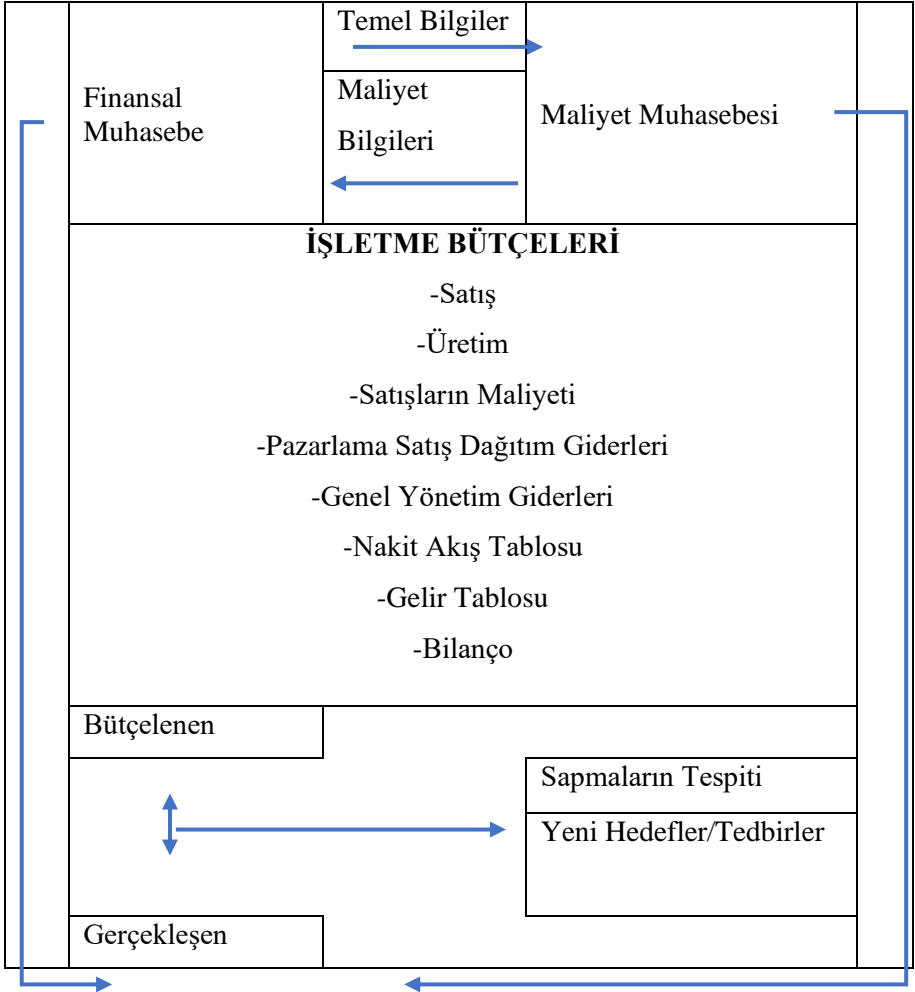 Temel Bilgiler
Finansal
Muhasebe
Maliyet
Bilgileri
Maliyet Muhasebesi
İŞLETME BÜTÇELERİ
-Satış
-Üretim
-Satışların Maliyeti
-Pazarlama Satış Dağıtım Giderleri
-Genel Yönetim Giderleri
-Nakit Akış Tablosu
-Gelir Tablosu
-Bilanço
Bütçelenen
Sapmaların Tespiti
Yeni Hedefler/Tedbirler
Gerçekleşen